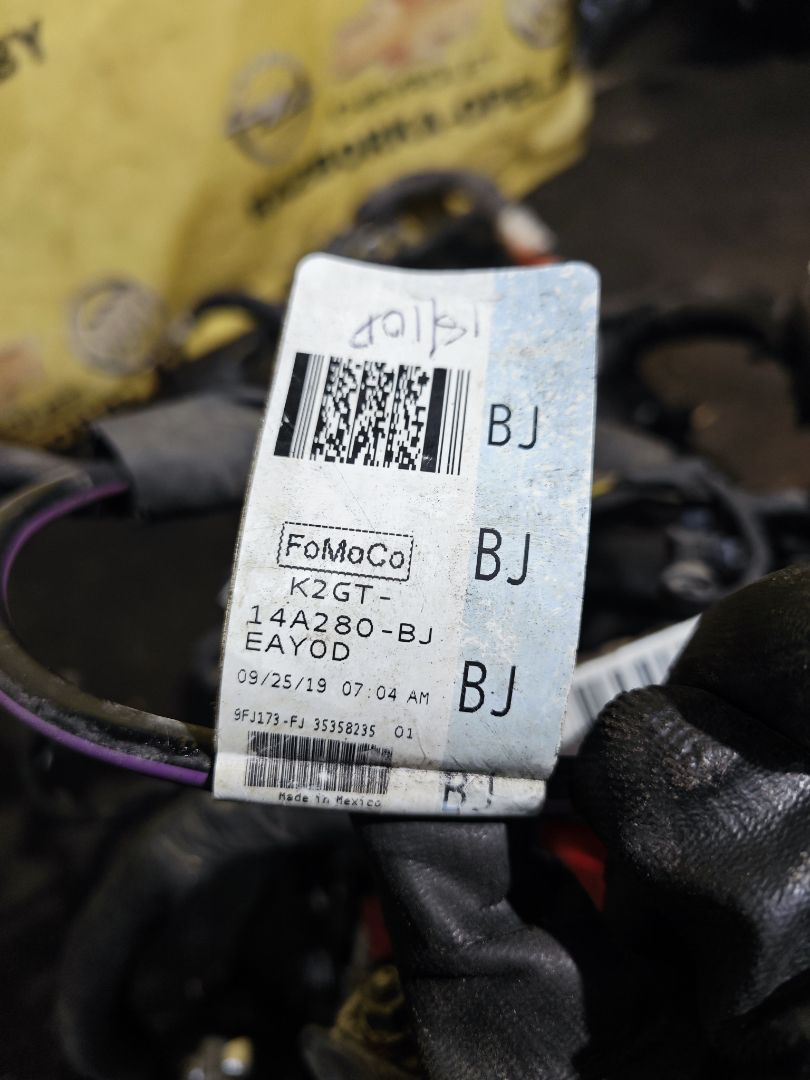 BJ
FoMoCo
BJ
K2GT-
14A280-BJ
EAYOD
BJ
09/25/19 07:04 AM
9FJ173-FJ 35358235 01
BJ
Made in Mexico